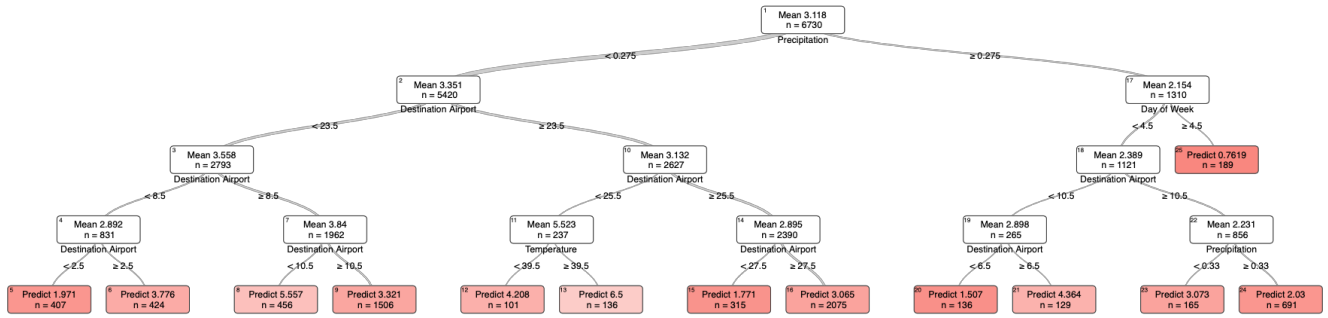 1
Mean 3.118
n = 6730
Precipitation
< 0.275
≥ 0.275
2
Mean 3.351
n = 5420
Destination Airport
17
Mean 2.154
n = 1310
Day of Week
< 23.5
≥ 23.5
< 4.5
≥ 4.5
3
Mean 3.558
n = 2793
Destination Airport
10
Mean 3.132
n = 2627
Destination Airport
18
Mean 2.389
n = 1121
Destination Airport
25
Predict 0.7619
n = 189
< 8.5
≥ 8.5
< 25.5
≥ 25.5
< 10.5
≥ 10.5
4
Mean 2.892
n = 831
Destination Airport
7
Mean 3.84
n = 1962
Destination Airport
11
Mean 5.523
n = 237
Temperature
14
Mean 2.895
n = 2390
Destination Airport
19
Mean 2.898
n = 265
Destination Airport
22
Mean 2.231
n = 856
Precipitation
< 2.5
≥ 2.5
< 10.5
≥ 10.5
< 39.5
≥ 39.5
< 27.5
≥ 27.5
< 6.5
≥ 6.5
< 0.33
≥ 0.33
5
Predict 1.971
n = 407
6
Predict 3.776
n = 424
8
Predict 5.557
n = 456
9
Predict 3.321
n = 1506
12
Predict 4.208
n = 101
13
Predict 6.5
n = 136
15
Predict 1.771
n = 315
16
Predict 3.065
n = 2075
20
Predict 1.507
n = 136
21
Predict 4.364
n = 129
23
Predict 3.073
n = 165
24
Predict 2.03
n = 691